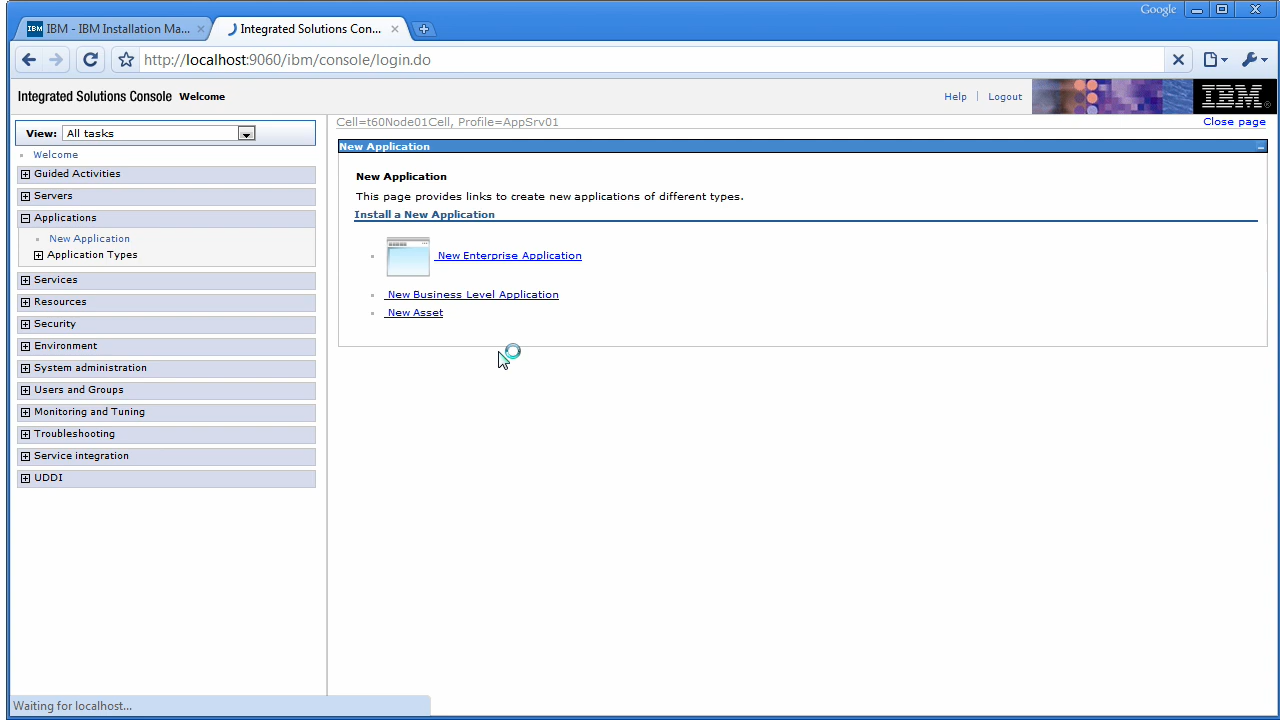 Google
IBM IBM - IBM Installation Ma...
Integrated Solutions Con...
http://localhost:9060/ibm/console/login.do
Integrated Solutions Console Welcome
Help Logout
IBM
View: All tasks
Welcome
Guided Activities
Servers
Applications
New Application
Application Types
Services
Resources
Security
Environment
System administration
Users and Groups
Monitoring and Tuning
Troubleshooting
Service integration
UDDI
Cell=t60Node01Cell, Profile=AppSrv01
Close page
New Application
New Application
This page provides links to create new applications of different types.
Install a New Application
New Enterprise Application
New Business Level Application
New Asset
Waiting for localhost...